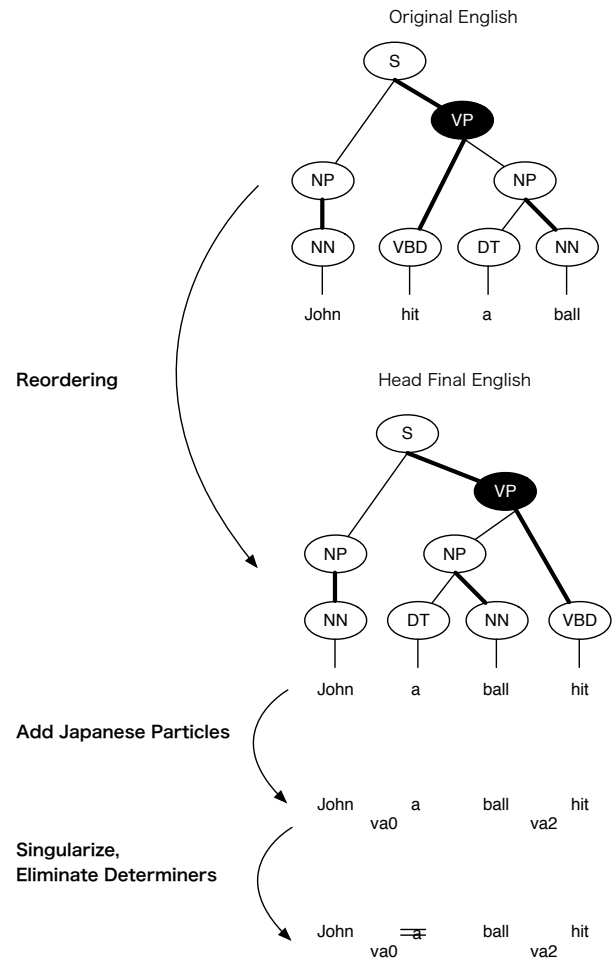 Original English
S
VP
NP NP
NN VBD DT NN
John hit a ball
Reordering
Head Final English
S
VP
NP NP
NN DT NN VBD
John a ball hit
Add Japanese Particles
John a ball hit
va0 va2
Singularize,
Eliminate Determiners
John a ball hit
va0 va2